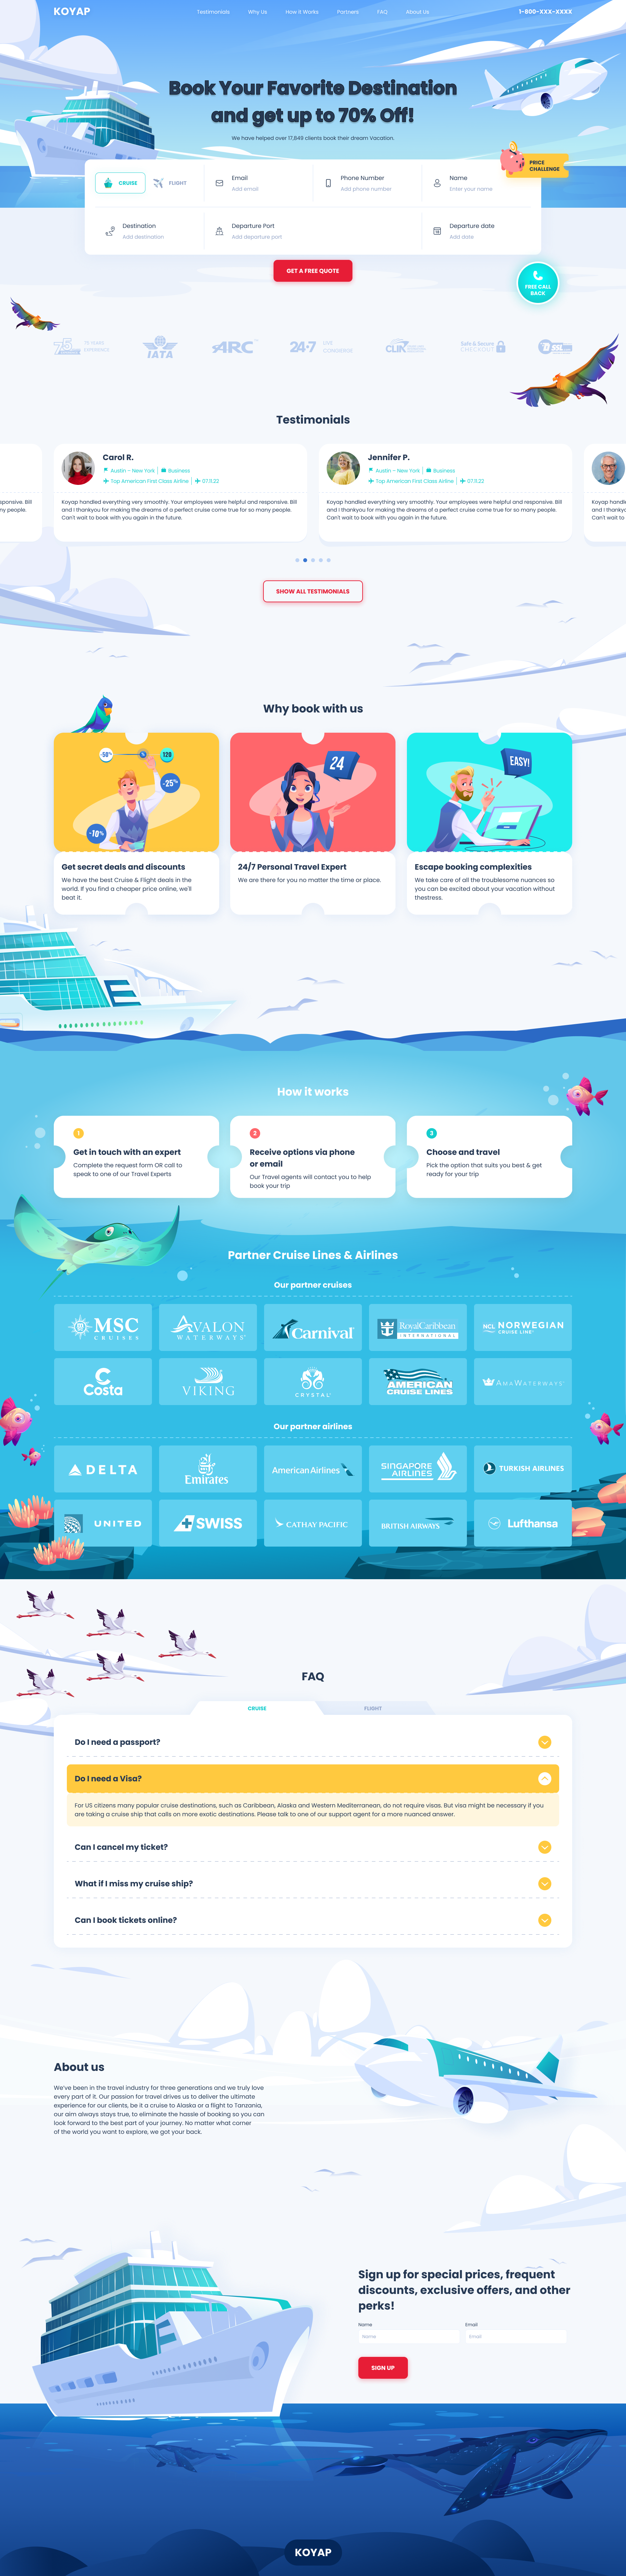 KOYAP
Testimonials
Why Us
How it Works
Partners
FAQ
About Us
1-800-XXX-XXXX
Book Your Favorite Destination
and get up to 70% Off!
We have helped over 17,849 clients book their dream Vacation.
CRUISE
FLIGHT
Email
Add email
Phone Number
Add phone number
Name
Enter your name
PRICE
CHALLENGE
Destination
Add destination
Departure Port
Add departure port
Departure date
Add date
GET A FREE QUOTE
FREE CALL
BACK
IATA
ARC
24·7
LIVE
CONCIERGE
CLIA
Safe & Secure
CHECKOUT
Testimonials
Carol R.
Austin – New York
Business
Top American First Class Airline
07.11.22
Koyap handled everything very smoothly. Your employees were helpful and responsive. Bill
and I thankyou for making the dreams of a perfect cruise come true for so many people.
Can't wait to book with you again in the future.
Jennifer P.
Austin – New York
Business
Top American First Class Airline
07.11.22
Koyap handled everything very smoothly. Your employees were helpful and responsive. Bill
and I thankyou for making the dreams of a perfect cruise come true for so many people.
Can't wait to book with you again in the future.
SHOW ALL TESTIMONIALS
Why book with us
-50%
120
-25%
-10%
24
EASY!
Get secret deals and discounts
We have the best Cruise & Flight deals in the
world. If you find a cheaper price online, we'll
beat it.
24/7 Personal Travel Expert
We are there for you no matter the time or place.
Escape booking complexities
We take care of all the troublesome nuances so
you can be excited about your vacation without
thestress.
How it works
1
Get in touch with an expert
Complete the request form OR call to
speak to one of our Travel Experts
2
Receive options via phone
or email
Our Travel agents will contact you to help
book your trip
3
Choose and travel
Pick the option that suits you best & get
ready for your trip
Partner Cruise Lines & Airlines
Our partner cruises
MSC
CRUISES
AVALON
WATERWAYS
Carnival
RoyalCaribbean
INTERNATIONAL
NCL NORWEGIAN
CRUISE LINE
Costa
VIKING
CRYSTAL
AMERICAN
CRUISE LINES
AMAWATERWAYS
Our partner airlines
DELTA
Emirates
American Airlines
SINGAPORE
AIRLINES
TURKISH AIRLINES
UNITED
SWISS
CATHAY PACIFIC
BRITISH AIRWAYS
Lufthansa
FAQ
CRUISE
FLIGHT
Do I need a passport?
Do I need a Visa?
For US citizens many popular cruise destinations, such as Caribbean, Alaska and Western Mediterranean, do not require visas. But visa might be necessary if you
are taking a cruise ship that calls on more exotic destinations. Please talk to one of our support agent for a more nuanced answer.
Can I cancel my ticket?
What if I miss my cruise ship?
Can I book tickets online?
About us
We've been in the travel industry for three generations and we truly love
every part of it. Our passion for travel drives us to deliver the ultimate
experience for our clients, be it a cruise to Alaska or a flight to Tanzania,
our aim always stays true, to eliminate the hassle of booking so you can
look forward to the best part of your journey. No matter what corner
of the world you want to explore, we got your back.
Sign up for special prices, frequent
discounts, exclusive offers, and other
perks!
Name
Email
Name
Email
SIGN UP
KOYAP